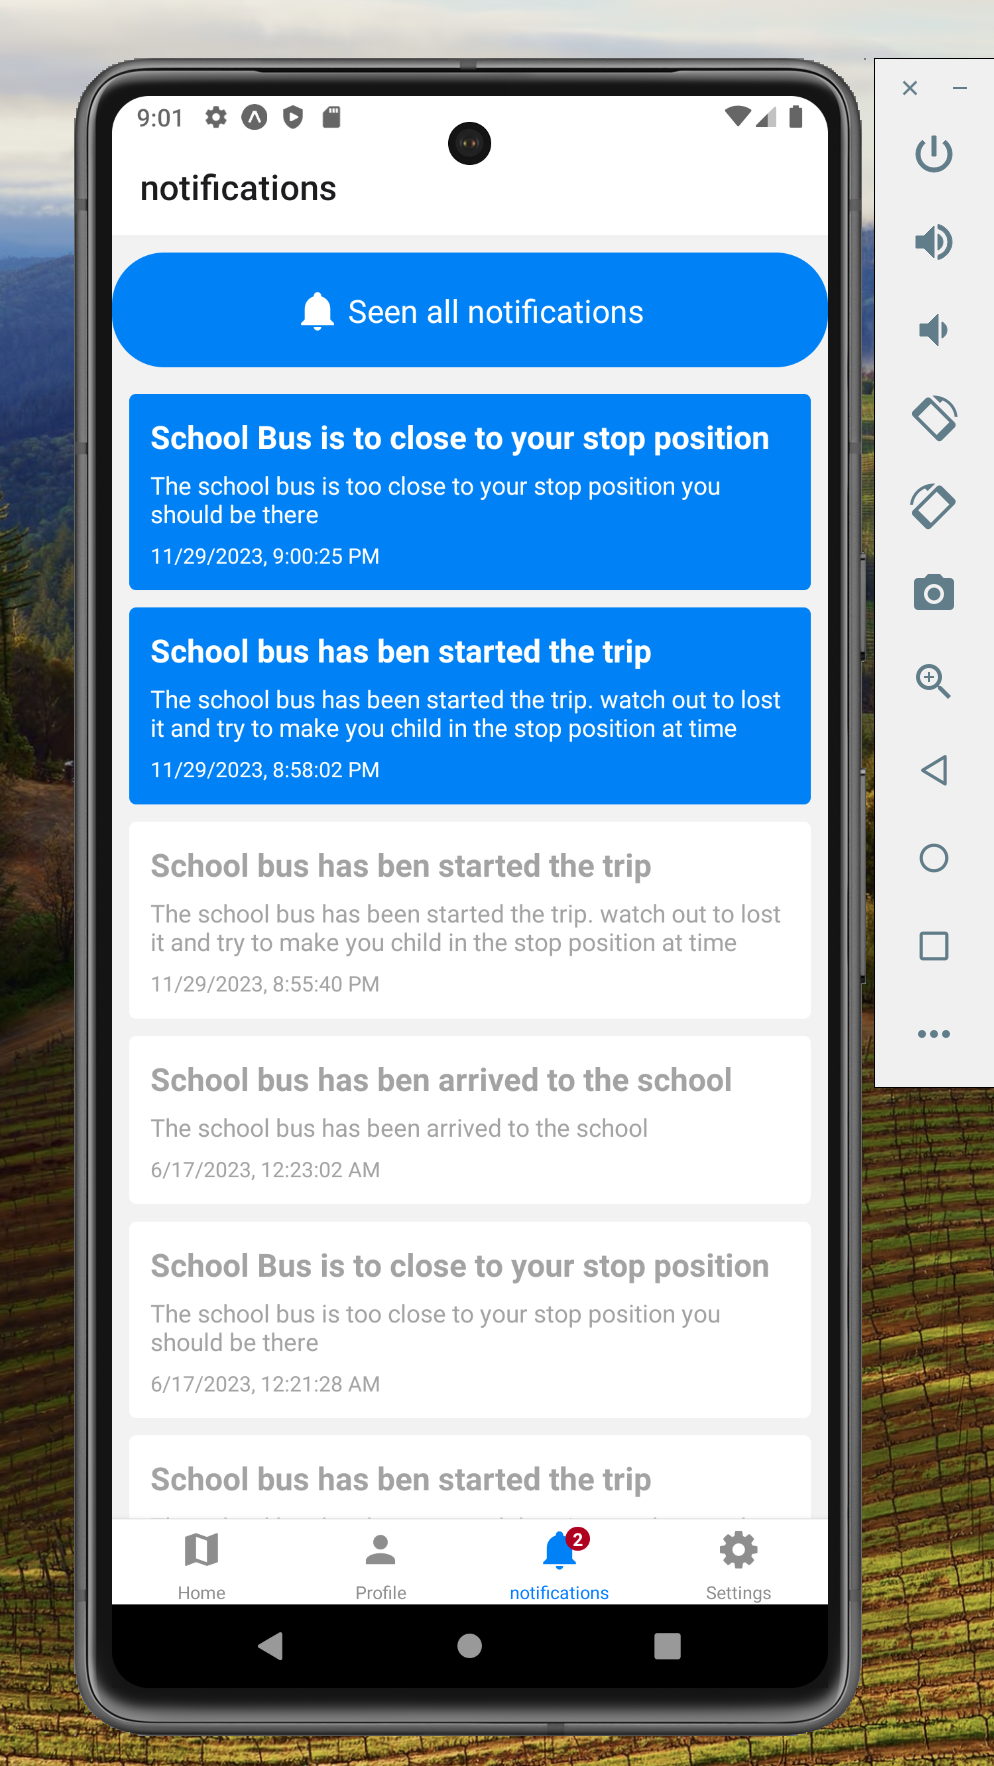 9:01
notifications
Seen all notifications
School Bus is to close to your stop position
The school bus is too close to your stop position you
should be there
11/29/2023, 9:00:25 PM
School bus has ben started the trip
The school bus has been started the trip. watch out to lost
it and try to make you child in the stop position at time
11/29/2023, 8:58:02 PM
School bus has ben started the trip
The school bus has been started the trip. watch out to lost
it and try to make you child in the stop position at time
11/29/2023, 8:55:40 PM
School bus has ben arrived to the school
The school bus has been arrived to the school
6/17/2023, 12:23:02 AM
School Bus is to close to your stop position
The school bus is too close to your stop position you
should be there
6/17/2023, 12:21:28 AM
School bus has ben started the trip
2
Home
Profile
notifications
Settings